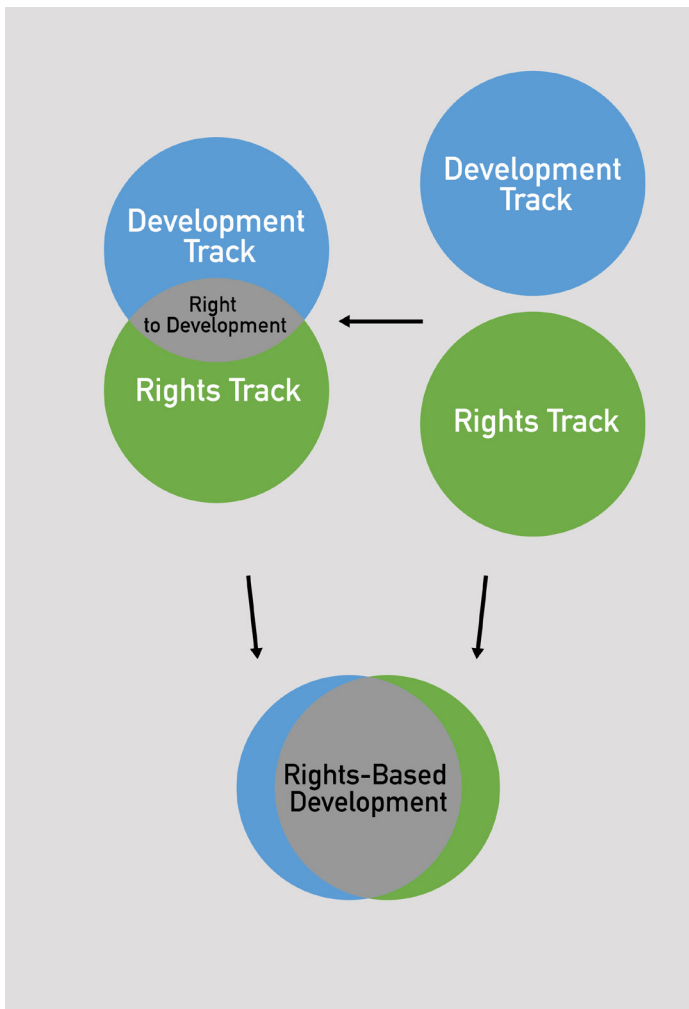 Development
Track
Right
to Development
Rights Track
Development
Track
Rights Track
Rights-Based
Development